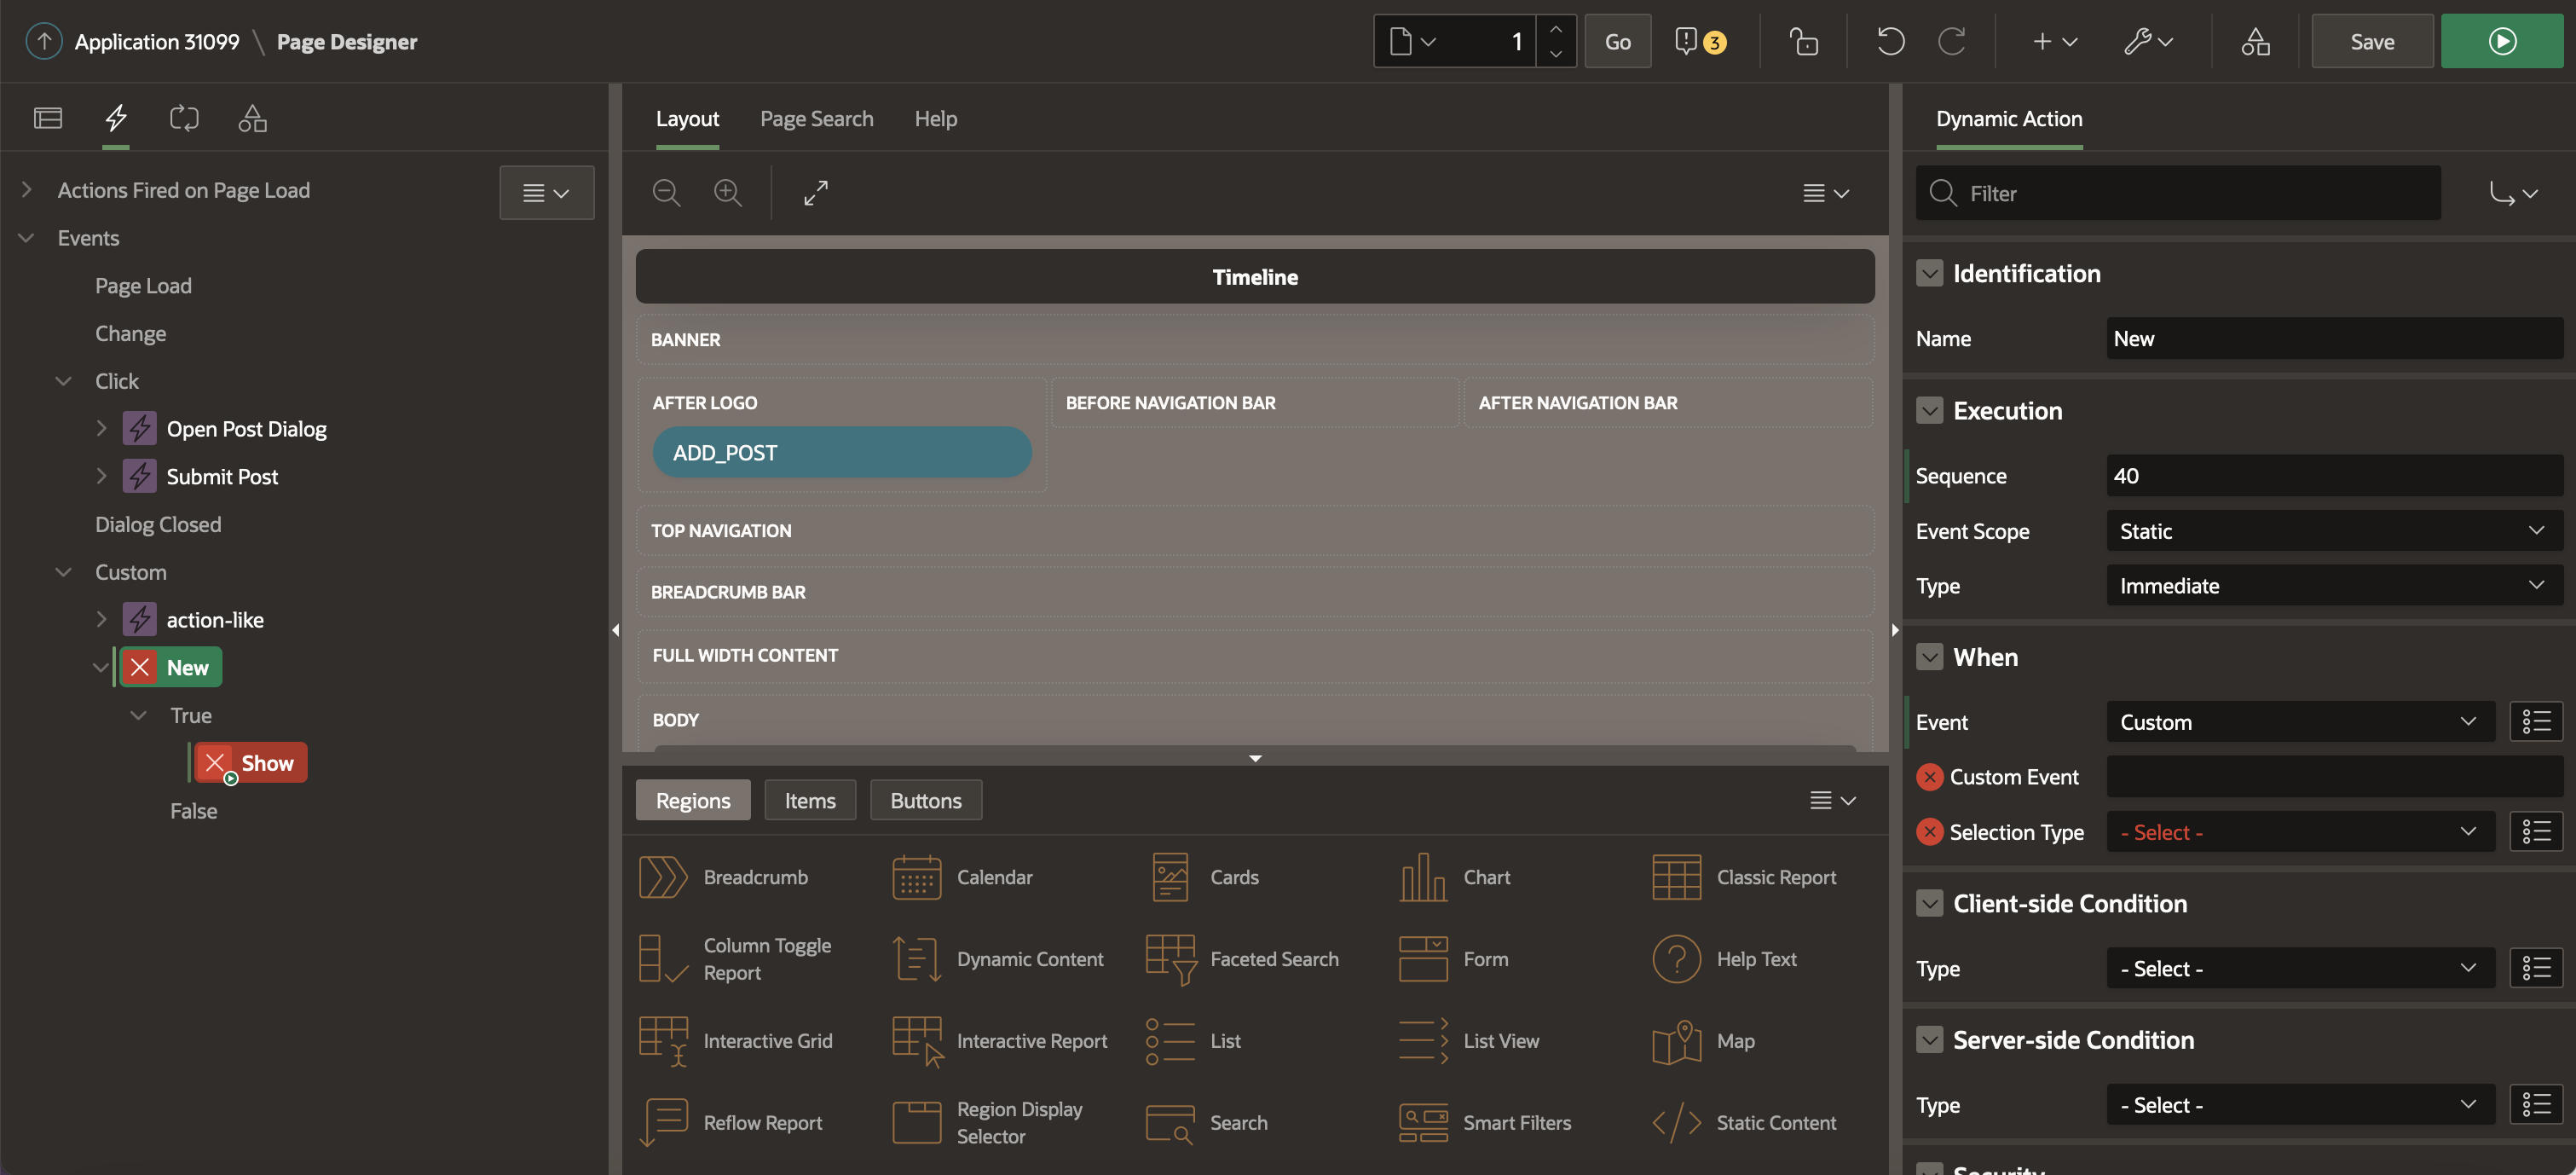 Application 31099 \ Page Designer
1
Go
3
Save
Actions Fired on Page Load
Events
Page Load
Change
Click
Open Post Dialog
Submit Post
Dialog Closed
Custom
action-like
New
True
Show
False
Layout
Page Search
Help
Timeline
BANNER
AFTER LOGO
BEFORE NAVIGATION BAR
AFTER NAVIGATION BAR
ADD_POST
TOP NAVIGATION
BREADCRUMB BAR
FULL WIDTH CONTENT
BODY
Regions
Items
Buttons
Breadcrumb
Calendar
Cards
Chart
Classic Report
Column Toggle
Report
Dynamic Content
Faceted Search
Form
Help Text
Interactive Grid
Interactive Report
List
List View
Map
Reflow Report
Region Display
Selector
Search
Smart Filters
Static Content
Dynamic Action
Filter
Identification
Name
New
Execution
Sequence
40
Event Scope
Static
Type
Immediate
When
Event
Custom
Custom Event
Selection Type
- Select -
Client-side Condition
Type
- Select -
Server-side Condition
Type
- Select -
Security